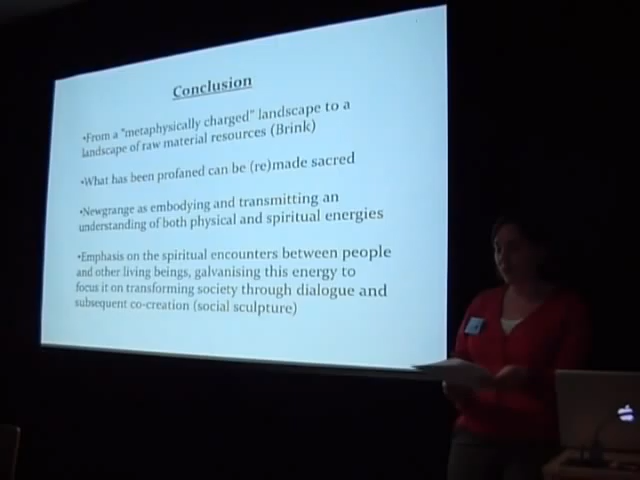 Conclusion
•From a "metaphysically charged" landscape to a
landscape of raw material resources (Brink)
•What has been profaned can be (re)made sacred
•Newgrange as embodying and transmitting an
understanding of both physical and spiritual energies
•Emphasis on the spiritual encounters between people
and other living beings, galvanising this energy to
focus it on transforming society through dialogue and
subsequent co-creation (social sculpture)